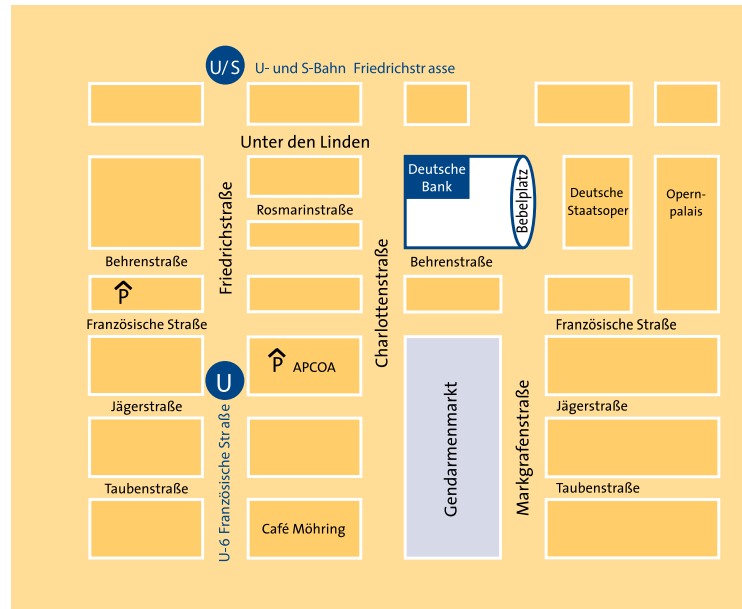 U/S
U- und S-Bahn Friedrichstrasse
Unter den Linden
Deutsche
Bank
Bebelplatz
Deutsche
Staatsoper
Opern-
palais
Friedrichstraße
Rosmarinstraße
Charlottenstraße
Behrenstraße
Behrenstraße
P
Französische Straße
Französische Straße
P APCOA
U
U-6 Französische Straße
Gendarmenmarkt
Markgrafenstraße
Jägerstraße
Jägerstraße
Taubenstraße
Taubenstraße
Café Möhring